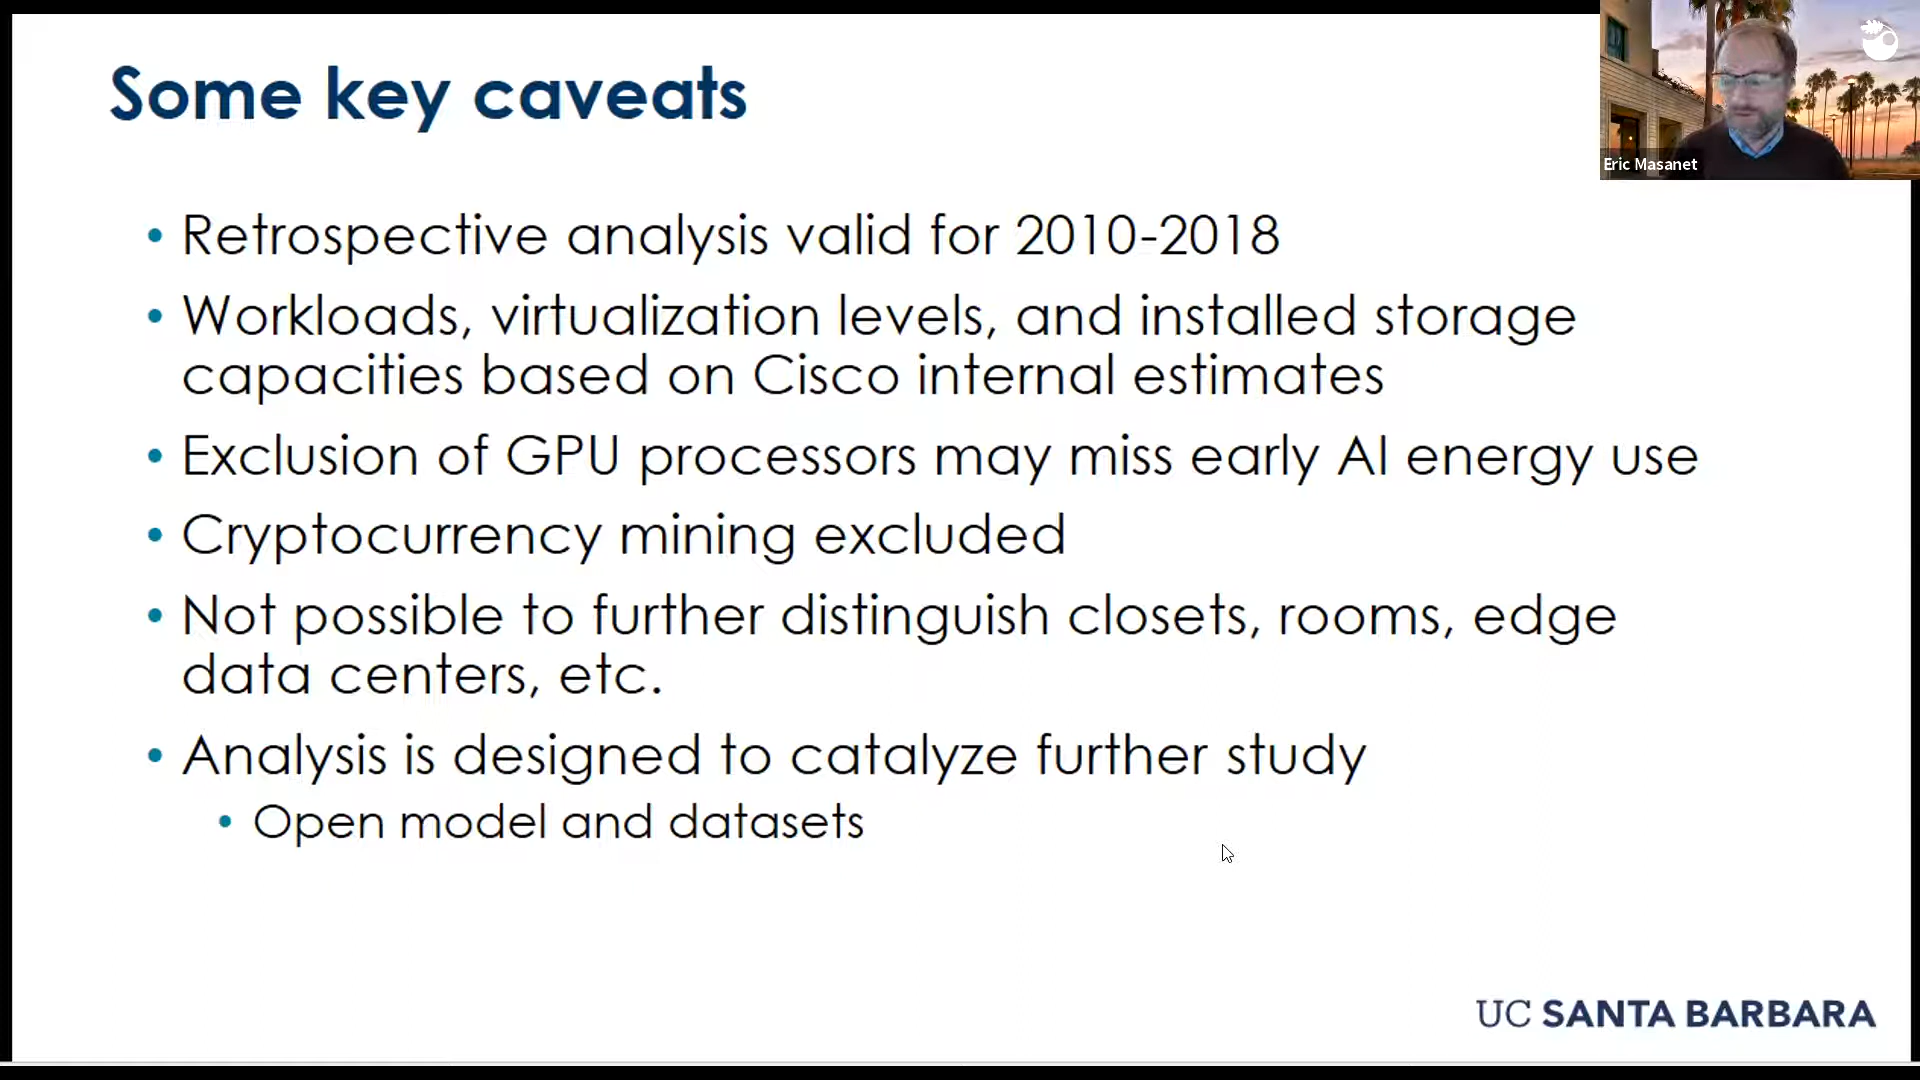 Some key caveats
Eric Masanet
• Retrospective analysis valid for 2010-2018
• Workloads, virtualization levels, and installed storage
capacities based on Cisco internal estimates
• Exclusion of GPU processors may miss early AI energy use
• Cryptocurrency mining excluded
• Not possible to further distinguish closets, rooms, edge
data centers, etc.
• Analysis is designed to catalyze further study
• Open model and datasets
UC SANTA BARBARA